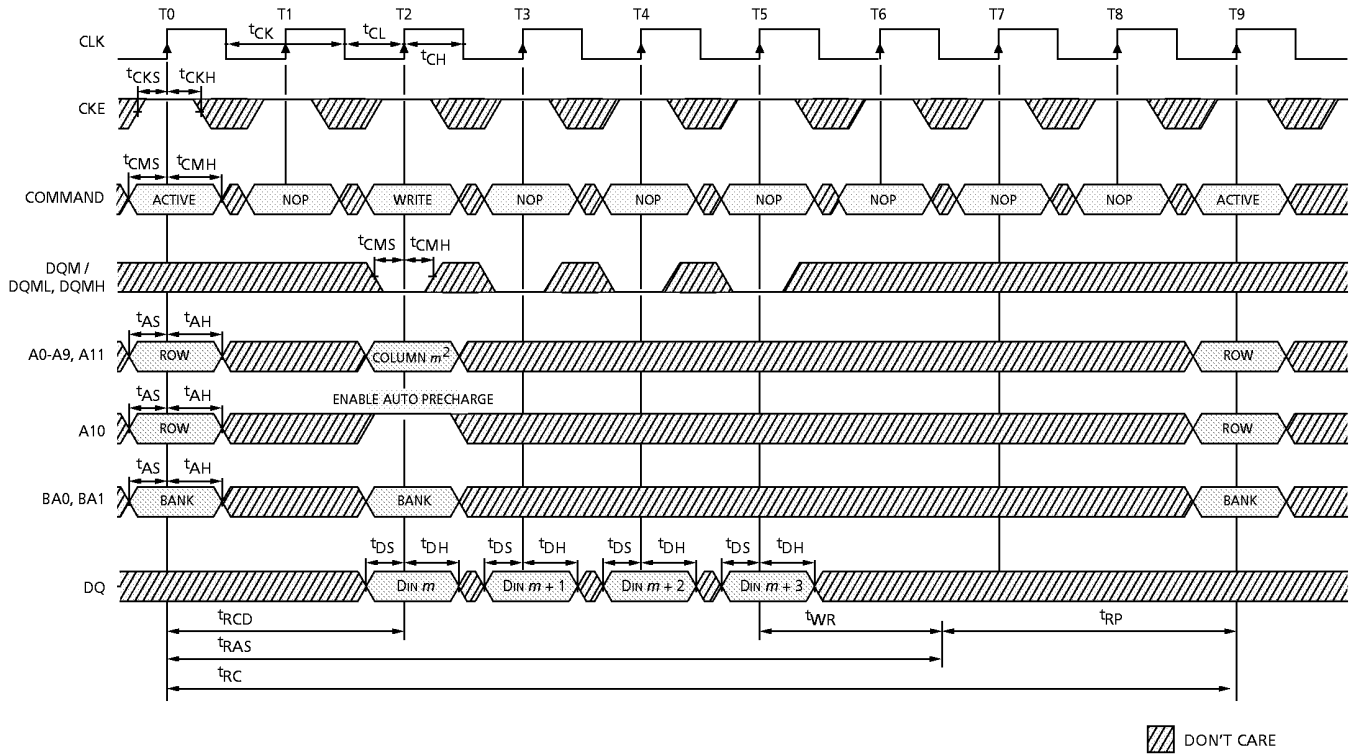 T0 T1 T2 T3 T4 T5 T6 T7 T8 T9
CLK
tCK tCL
tCH
tCKS tCKH
CKE
tCMS tCMH
COMMAND ACTIVE NOP WRITE NOP NOP NOP NOP NOP NOP ACTIVE
tCMS tCMH
DQM /
DQML, DQMH
tAS tAH
A0-A9, A11 ROW COLUMN m2 ROW
tAS tAH ENABLE AUTO PRECHARGE
A10 ROW ROW
tAS tAH
BA0, BA1 BANK BANK BANK
tDS tDH tDS tDH tDS tDH tDS tDH
DQ DIN m DIN m + 1 DIN m + 2 DIN m + 3
tRCD tWR tRP
tRAS
tRC
DON'T CARE